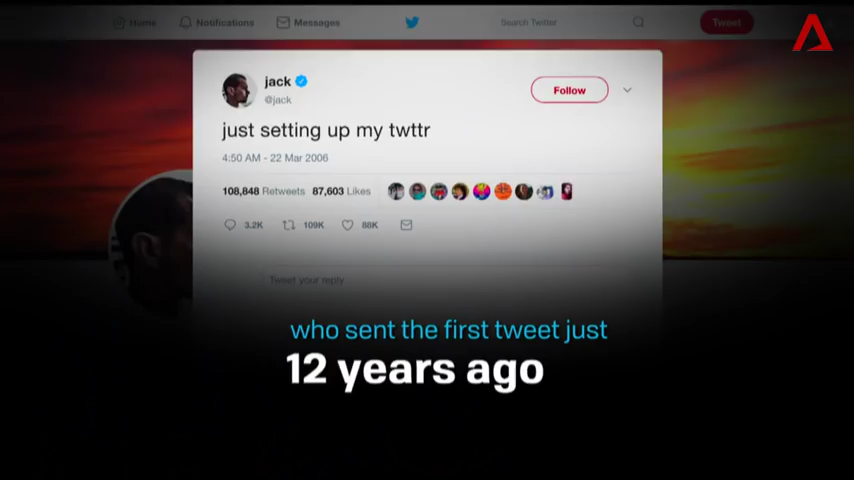 Home Notifications Messages Search Twitter Tweet
jack
@jack
Follow
just setting up my twttr
4:50 AM - 22 Mar 2006
108,848 Retweets 87,603 Likes
3.2K 109K 88K
Tweet your reply
who sent the first tweet just
12 years ago